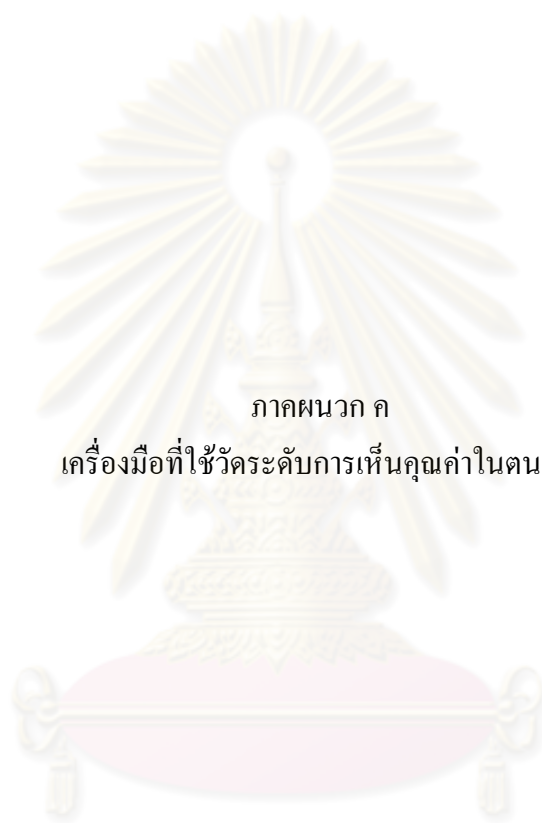 ภาคผนวก ค
เครื่องมือที่ใช้วัดระดับการเห็นคุณค่าในตน